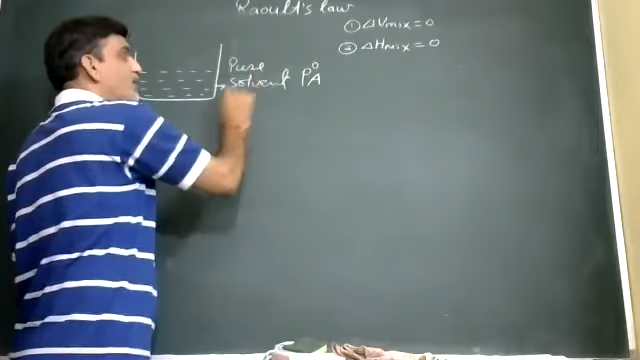 Raoult's law
① ΔVmix = 0
② ΔHmix = 0
Pure
Solvent P°A